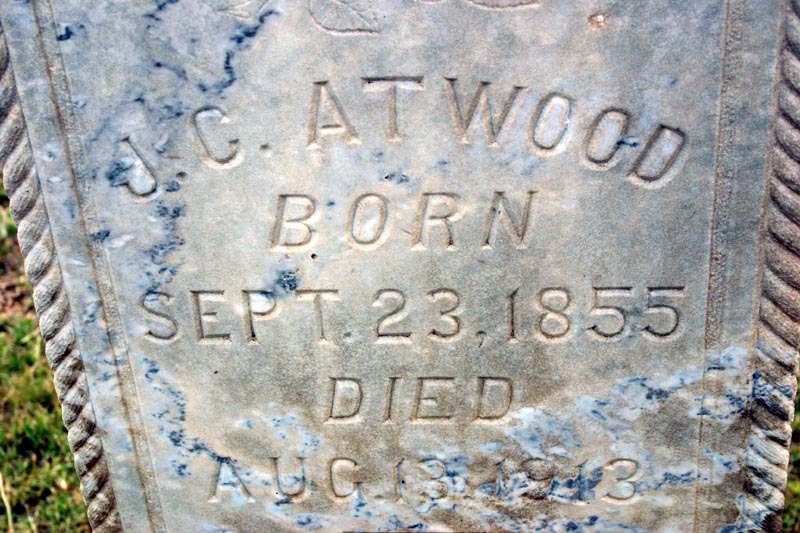 J.C. ATWOOD
BORN
SEPT. 23, 1855
DIED
AUG. 13, 1913